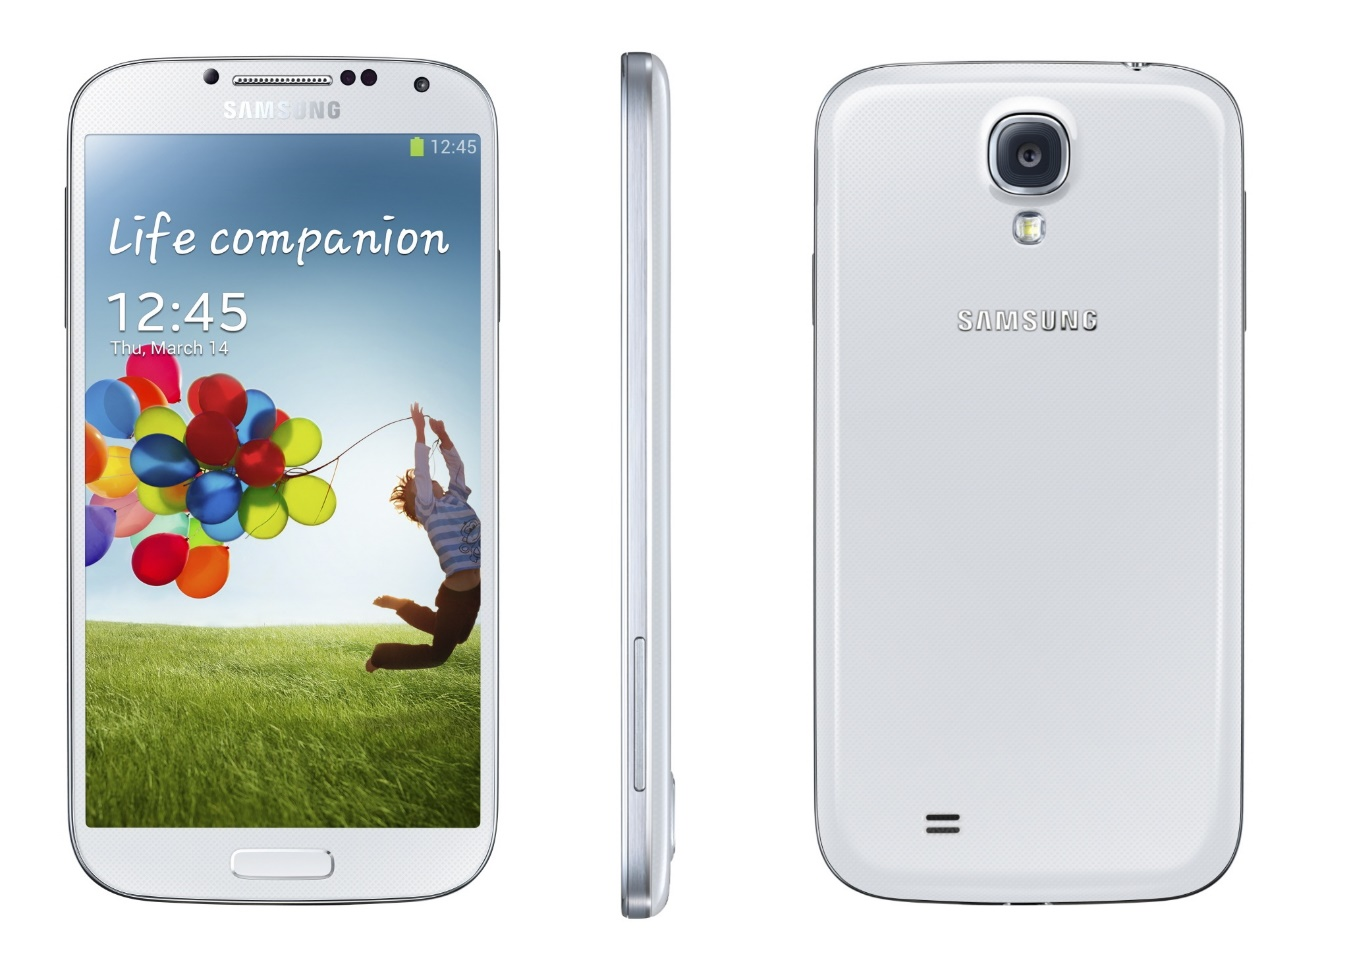 SAMSUNG
12:45
Life companion
12:45
Thu, March 14
SAMSUNG